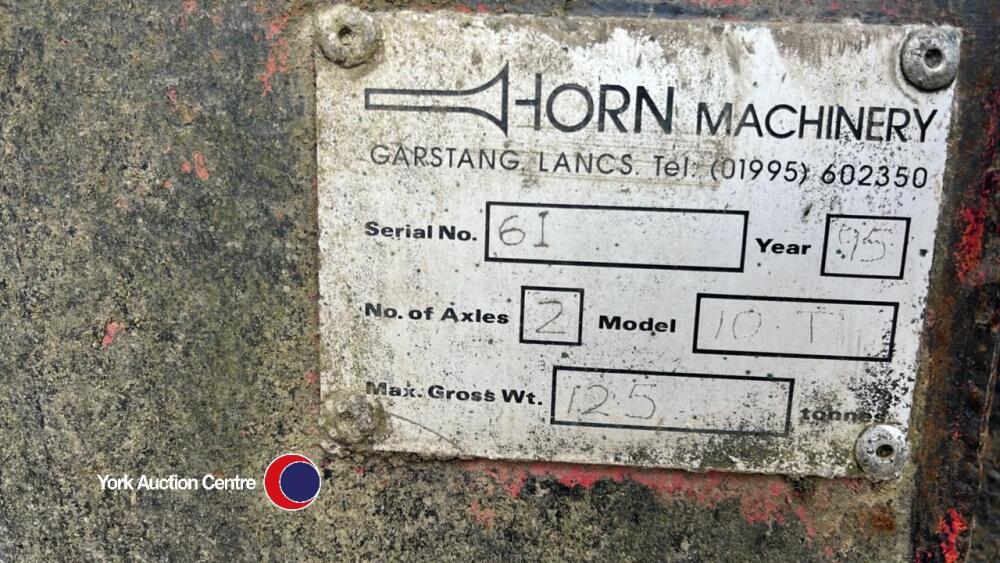 HORN MACHINERY
GARSTANG, LANCS. Tel: (01995) 602350
Serial No. 61 Year 95
No. of Axles 2 Model 10 T
Max. Gross Wt. 12.5 tonnes
York Auction Centre